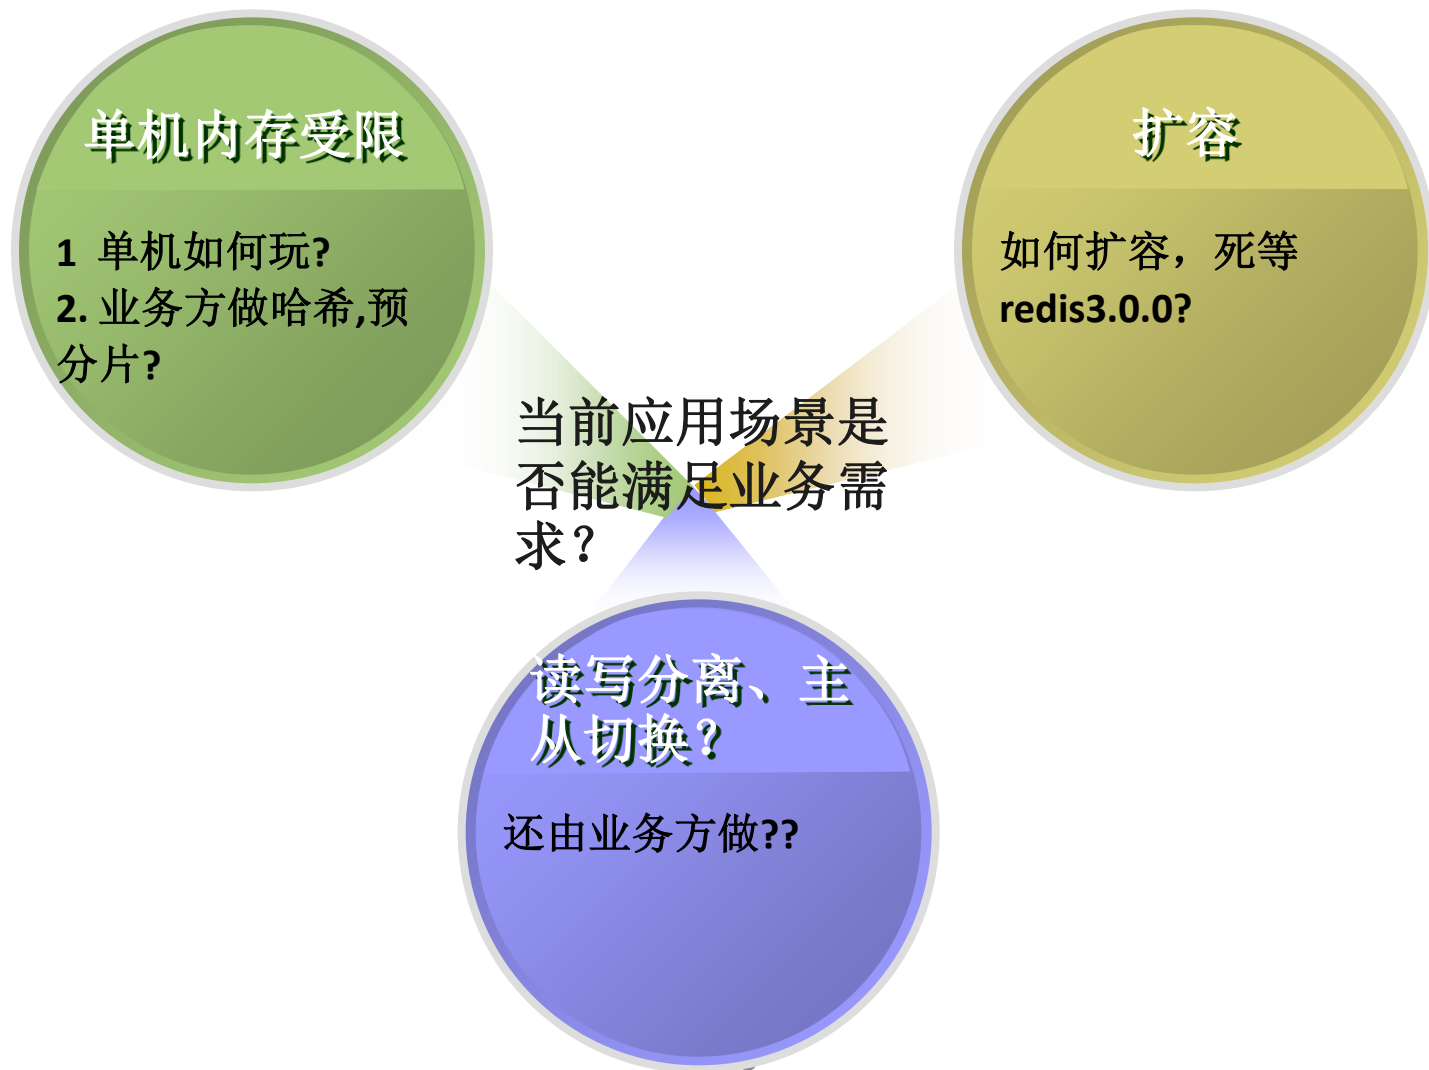 单机内存受限
1 单机如何玩?
2. 业务方做哈希,预
分片?
扩容
如何扩容，死等
redis3.0.0?
当前应用场景是
否能满足业务需
求？
读写分离、主
从切换？
还由业务方做??